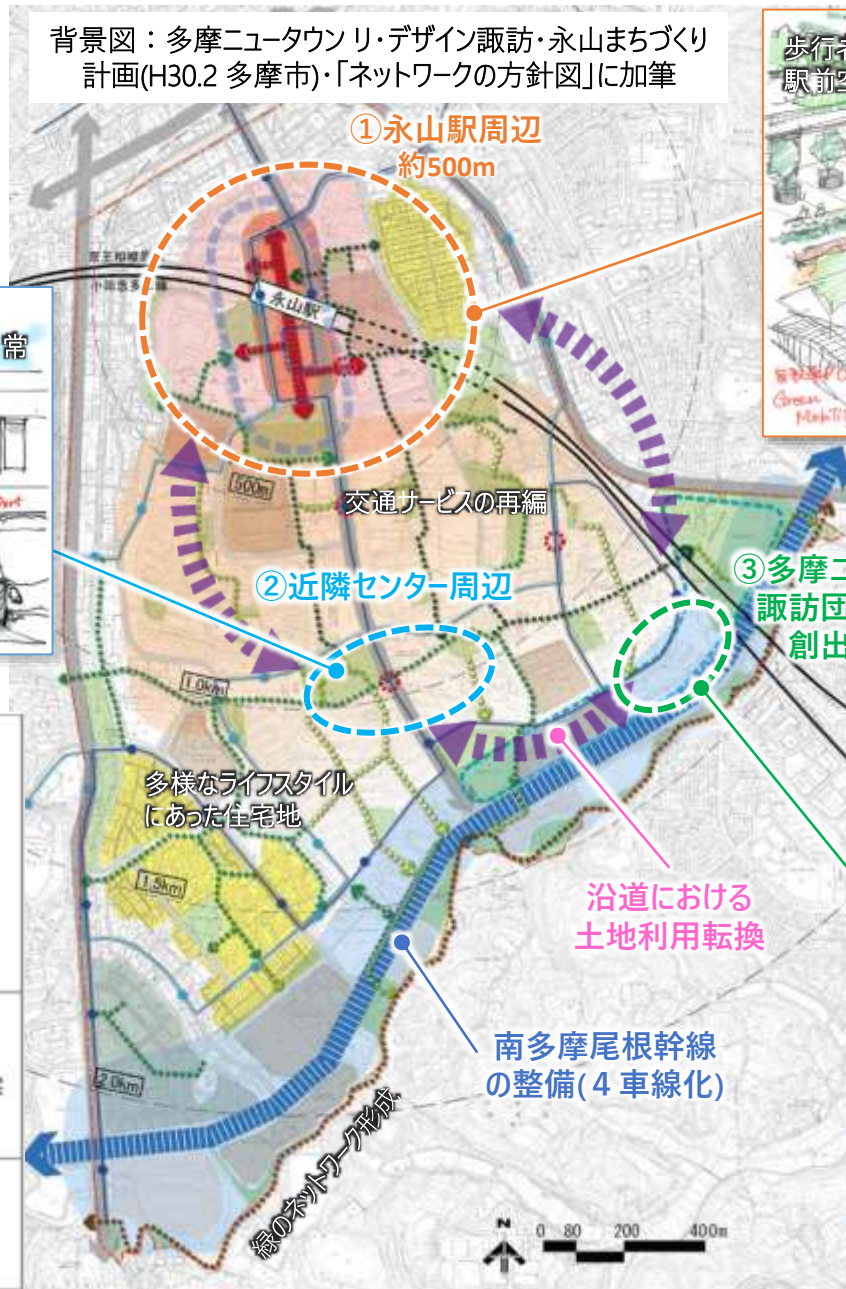 背景図：多摩ニュータウン リ・デザイン諏訪・永山まちづくり
計画(H30.2 多摩市)・「ネットワークの方針図」に加筆
歩行者
駅前空
①永山駅周辺
約500m
永山駅
常
500m
交通サービスの再編
②近隣センター周辺
③多摩ニ
諏訪団
創出
1.0km
多様なライフスタイル
にあった住宅地
1.5km
沿道における
土地利用転換
南多摩尾根幹線
の整備(４車線化)
2.0km
緑のネットワーク形成
N
0 80 200 400m
Green